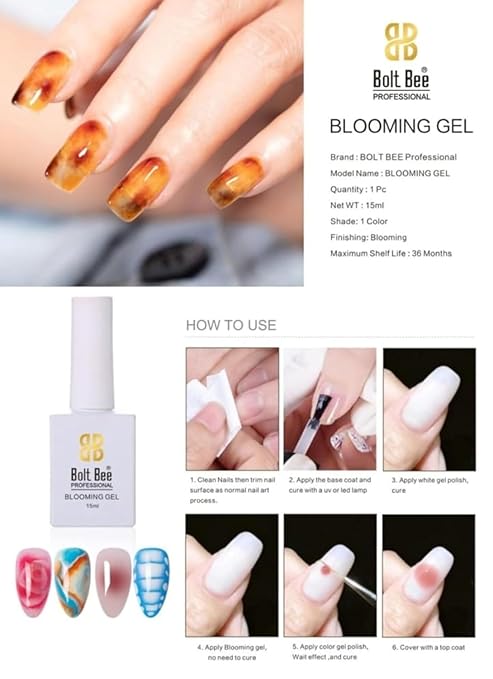 Bolt Bee®
PROFESSIONAL
BLOOMING GEL
Brand : BOLT BEE Professional
Model Name : BLOOMING GEL
Quantity : 1 Pc
Net WT : 15ml
Shade: 1 Color
Finishing: Blooming
Maximum Shelf Life : 36 Months
HOW TO USE
Bolt Bee®
PROFESSIONAL
BLOOMING GEL
15ml
1. Clean Nails then trim nail
surface as normal nail art
process.
2. Apply the base coat and
cure with a uv or led lamp
3. Apply white gel polish,
cure
4. Apply Blooming gel,
no need to cure
5. Apply color gel polish,
Wait effect ,and cure
6. Cover with a top coat